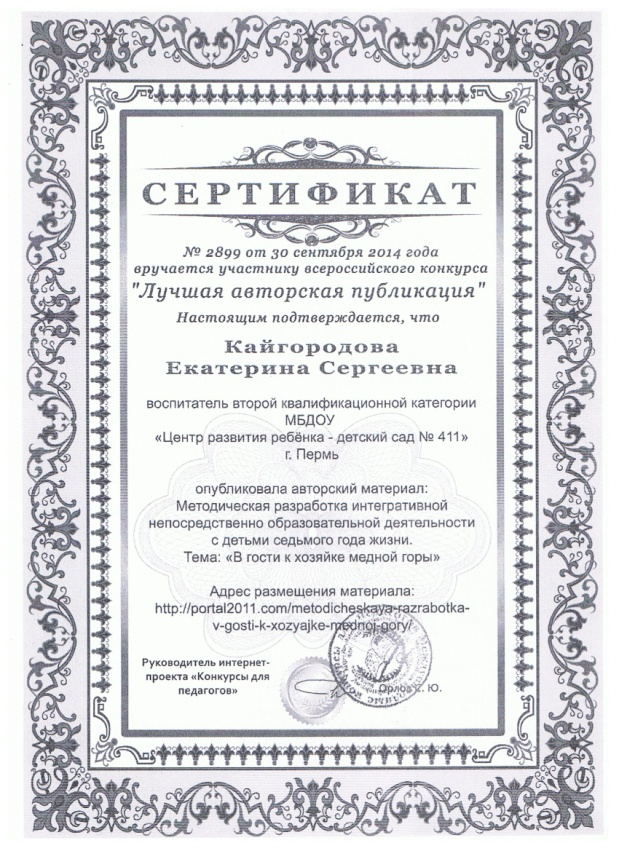 СЕРТИФИКАТ
№ 2899 от 30 сентября 2014 года
вручается участнику всероссийского конкурса
"Лучшая авторская публикация"
Настоящим подтверждается, что
Кайгородова
Екатерина Сергеевна
воспитатель второй квалификационной категории
МБДОУ
«Центр развития ребёнка - детский сад № 411»
г. Пермь
опубликовала авторский материал:
Методическая разработка интегративной
непосредственно образовательной деятельности
с детьми седьмого года жизни.
Тема: «В гости к хозяйке медной горы»
Адрес размещения материала:
http://portal2011.com/metodicheskaya-razrabotka-
v-gosti-k-xozyajke-mednoj-gory/
Руководитель интернет-
проекта «Конкурсы для
педагогов»
Орлов С. Ю.